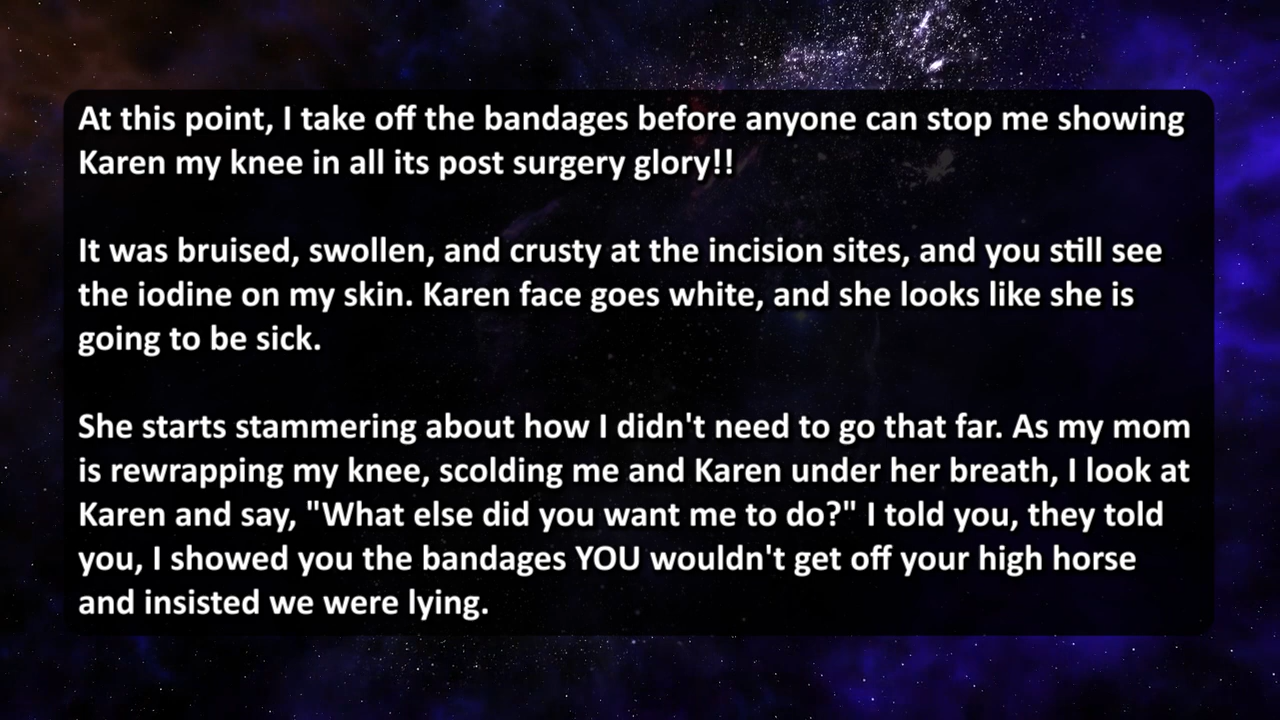 At this point, I take off the bandages before anyone can stop me showing
Karen my knee in all its post surgery glory!!
It was bruised, swollen, and crusty at the incision sites, and you still see
the iodine on my skin. Karen face goes white, and she looks like she is
going to be sick.
She starts stammering about how I didn't need to go that far. As my mom
is rewrapping my knee, scolding me and Karen under her breath, I look at
Karen and say, "What else did you want me to do?" I told you, they told
you, I showed you the bandages YOU wouldn't get off your high horse
and insisted we were lying.